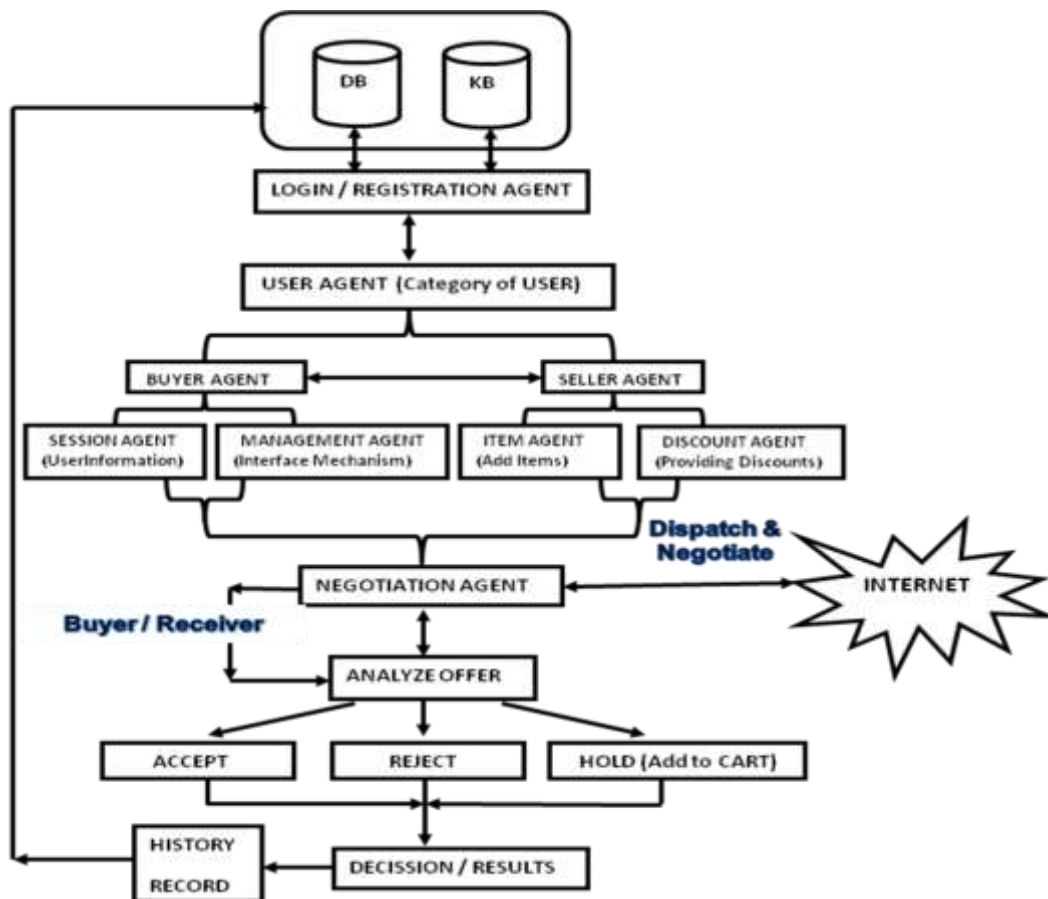 DB
KB
LOGIN / REGISTRATION AGENT
USER AGENT (Category of USER)
BUYER AGENT
SELLER AGENT
SESSION AGENT
(UserInformation)
MANAGEMENT AGENT
(Interface Mechanism)
ITEM AGENT
(Add Items)
DISCOUNT AGENT
(Providing Discounts)
Dispatch &
Negotiate
NEGOTIATION AGENT
INTERNET
Buyer / Receiver
ANALYZE OFFER
ACCEPT
REJECT
HOLD (Add to CART)
HISTORY
RECORD
DECISSION / RESULTS